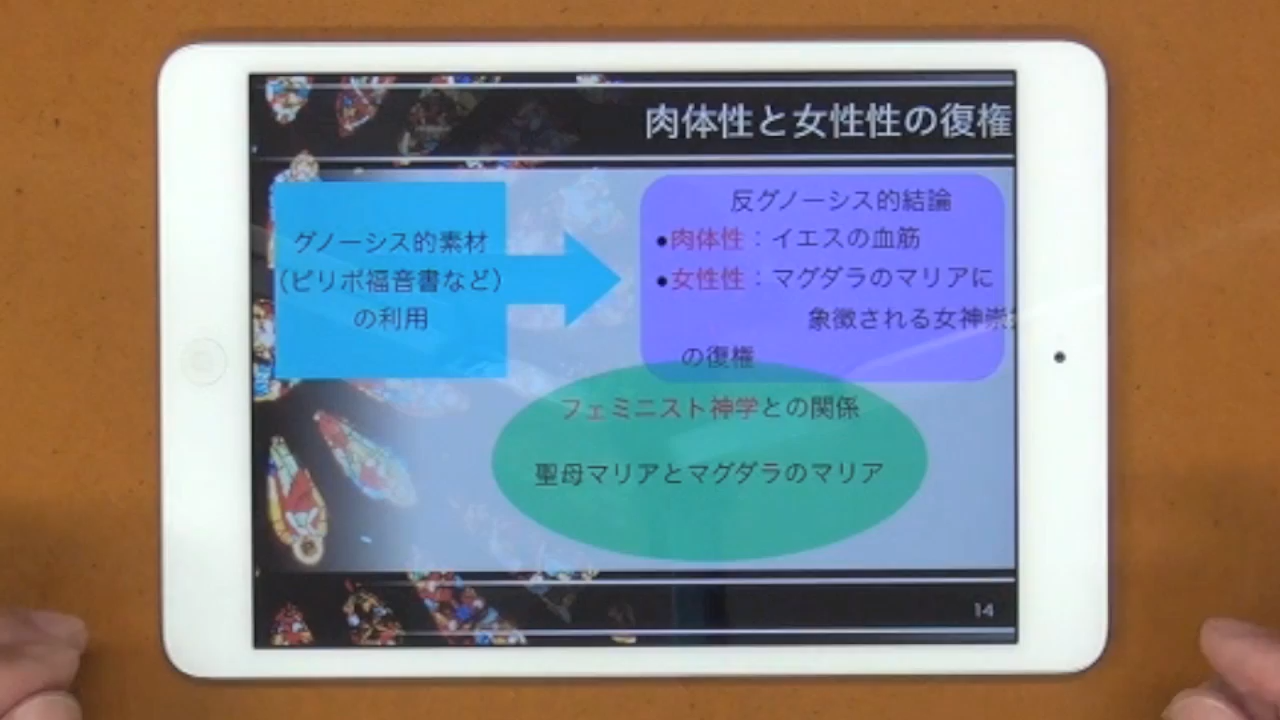 肉体性と女性性の復権
グノーシス的素材
(ピリポ福音書など)
の利用
反グノーシス的結論
●肉体性：イエスの血筋
●女性性：マグダラのマリアに
象徴される女神崇
の復権
フェミニスト神学との関係
聖母マリアとマグダラのマリア
14